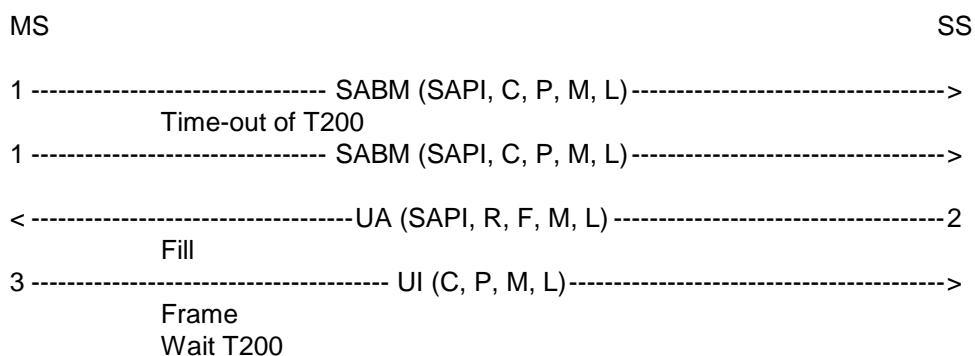 MS SS
1 --------------------------------- SABM (SAPI, C, P, M, L)----------------------------------->
Time-out of T200
1 --------------------------------- SABM (SAPI, C, P, M, L)----------------------------------->
< ------------------------------------UA (SAPI, R, F, M, L) -------------------------------------2
Fill
3 ---------------------------------------- UI (C, P, M, L)------------------------------------------>
Frame
Wait T200